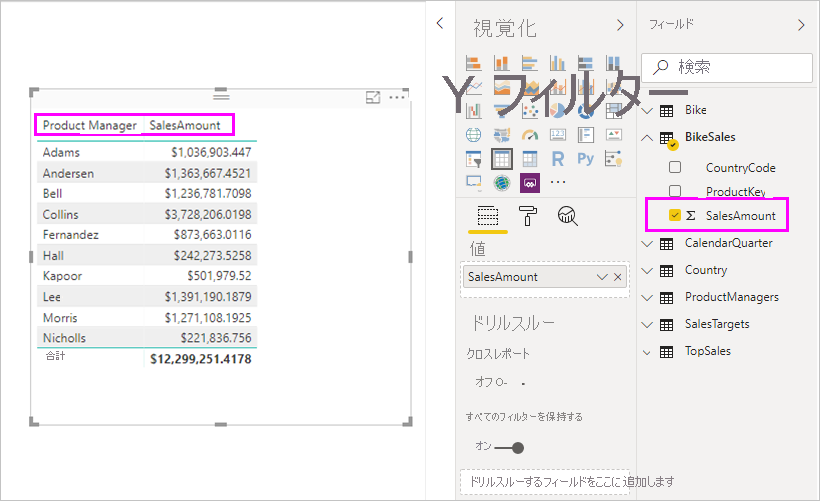 Product Manager SalesAmount
Adams $1,036,903.447
Andersen $1,363,667.4521
Bell $1,236,781.7098
Collins $3,728,206.0198
Fernandez $873,663.0116
Hall $242,273.5258
Kapoor $501,979.52
Lee $1,391,190.1879
Morris $1,271,108.1925
Nicholls $221,836.756
合計 $12,299,251.4178
視覚化
Y フィルター
R Py
123
値
SalesAmount
ドリルスルー
クロスレポート
オフ O-
すべてのフィルターを保持する
オン
ドリルスルーするフィールドをここに追加します
フィールド
検索
Bike
BikeSales
CountryCode
ProductKey
Σ SalesAmount
CalendarQuarter
Country
ProductManagers
SalesTargets
TopSales